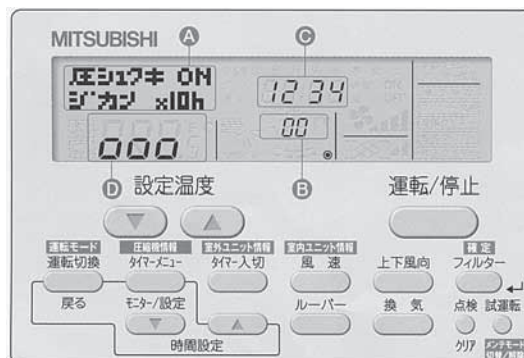 MITSUBISHI
A
C
圧シュクキ ON
ジカン x10h
12 34
00
000
D
B
設定温度
運転/停止
運転モード
圧縮機情報
室外ユニット情報
室内ユニット情報
確定
運転切換
タイマーメニュー
タイマー入切
風速
上下風向
フィルター
戻る
モニター/設定
ルーバー
換気
点検
試運転
時間設定
クリア
メンテモード